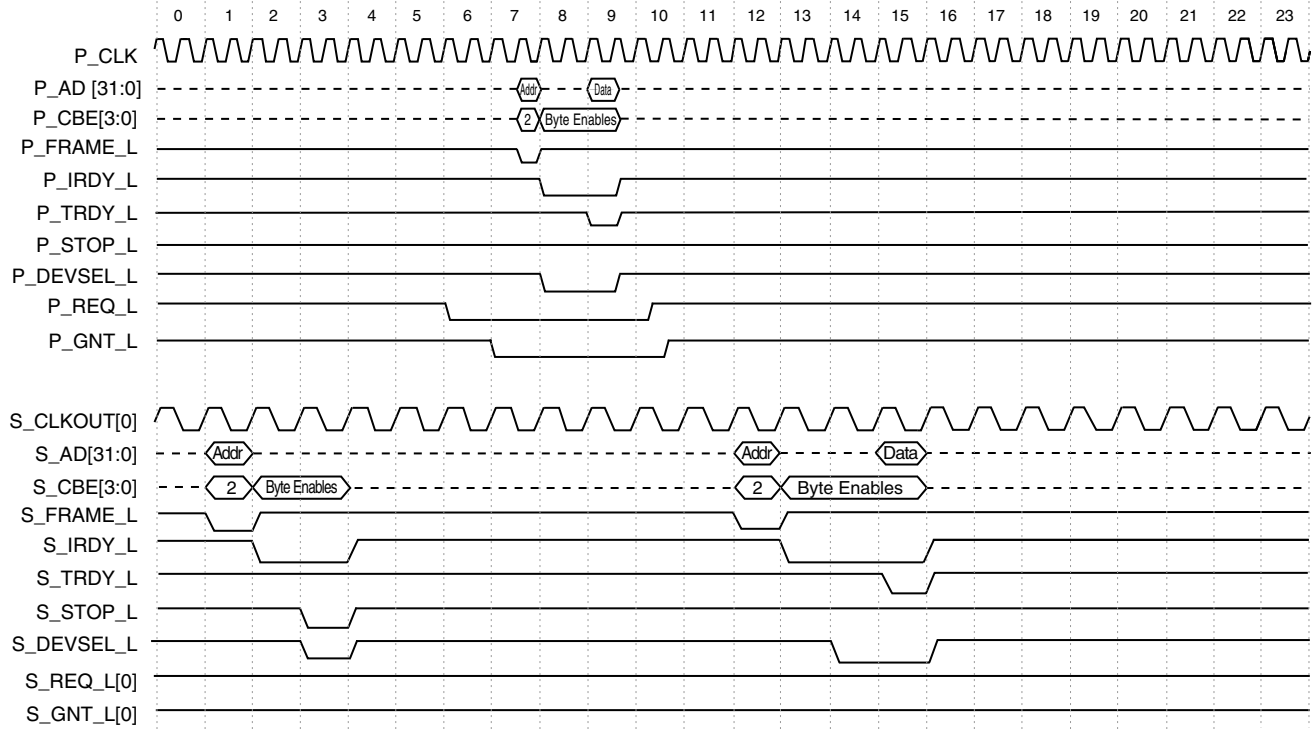 0 1 2 3 4 5 6 7 8 9 10 11 12 13 14 15 16 17 18 19 20 21 22 23
P_CLK
P_AD [31:0] Addr Data
P_CBE[3:0] 2 Byte Enables
P_FRAME_L
P_IRDY_L
P_TRDY_L
P_STOP_L
P_DEVSEL_L
P_REQ_L
P_GNT_L
S_CLKOUT[0]
S_AD[31:0] Addr Addr Data
S_CBE[3:0] 2 Byte Enables 2 Byte Enables
S_FRAME_L
S_IRDY_L
S_TRDY_L
S_STOP_L
S_DEVSEL_L
S_REQ_L[0]
S_GNT_L[0]